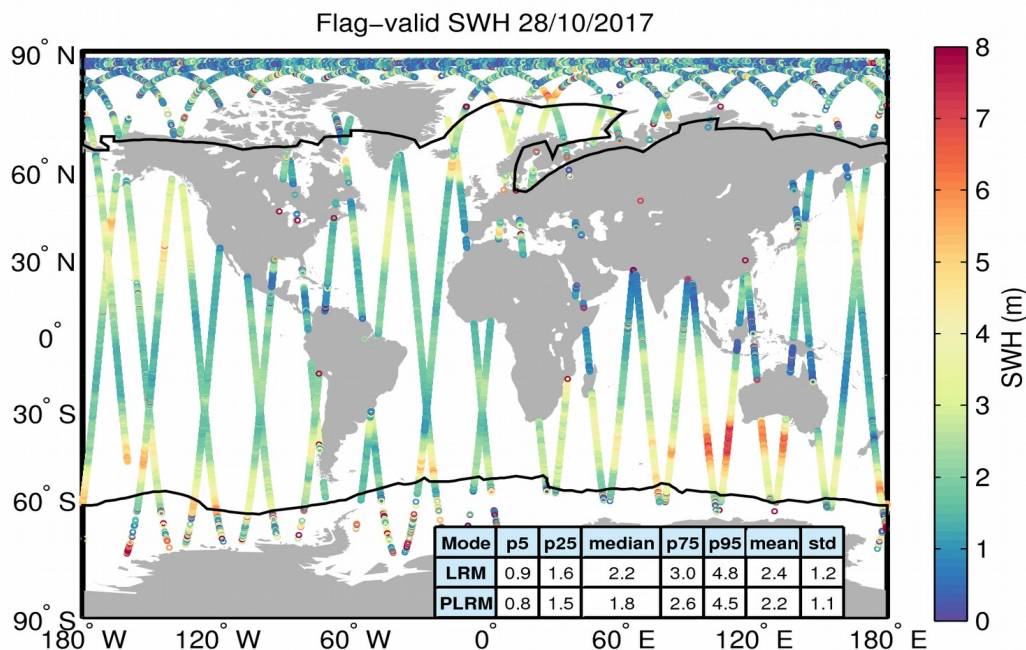 Flag–valid SWH 28/10/2017
90° N
60° N
30° N
0°
30° S
60° S
90° S
180° W
120° W
60° W
0°
60° E
120° E
180° E
Mode p5 p25 median p75 p95 mean std
LRM 0.9 1.6 2.2 3.0 4.8 2.4 1.2
PLRM 0.8 1.5 1.8 2.6 4.5 2.2 1.1
8
7
6
5
4
3
2
1
0
SWH (m)